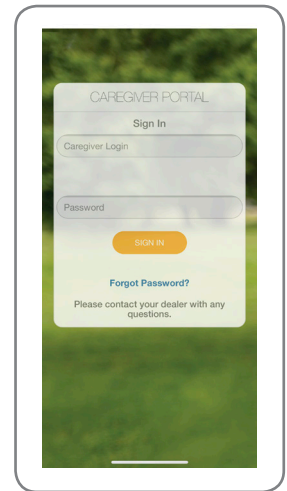 CAREGIVER PORTAL
Sign In
Caregiver Login
Password
SIGN IN
Forgot Password?
Please contact your dealer with any
questions.